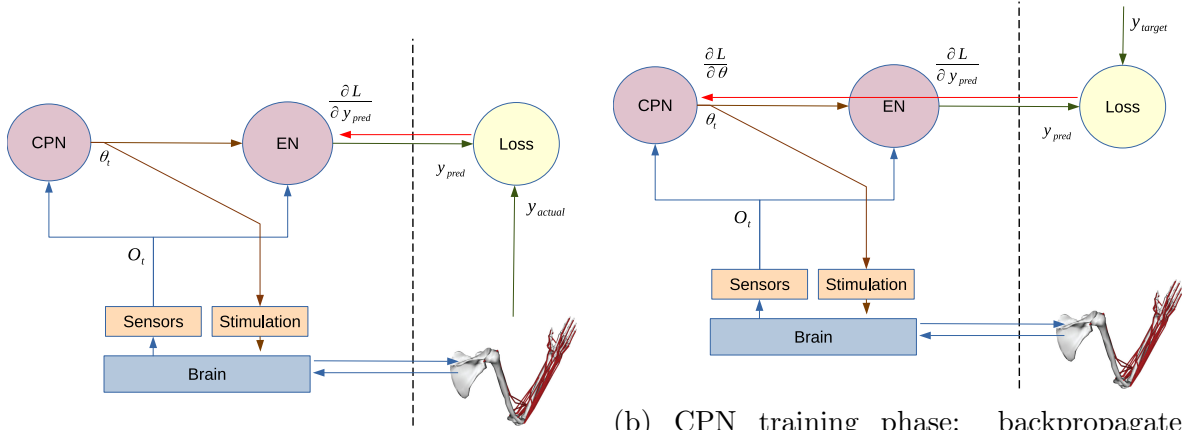 ∂L
∂y_pred
CPN
EN
Loss
θ_t
y_pred
y_actual
O_t
Sensors
Stimulation
Brain
y_target
∂L
∂θ
∂L
∂y_pred
CPN
EN
Loss
θ_t
y_pred
O_t
Sensors
Stimulation
Brain
(b) CPN training phase: backpropagate